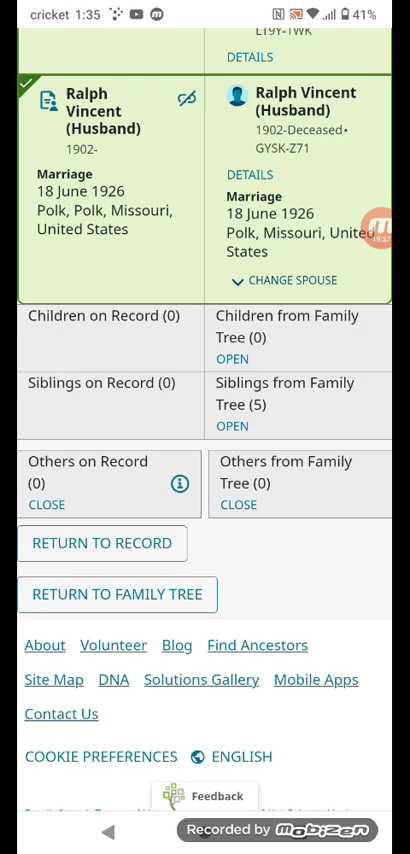 cricket 1:35
41%
LT9Y-TWK
DETAILS
Ralph
Vincent
(Husband)
1902-
Marriage
18 June 1926
Polk, Polk, Missouri,
United States
Ralph Vincent
(Husband)
1902-Deceased•
GYSK-Z71
DETAILS
Marriage
18 June 1926
Polk, Missouri, United
States
19:37
CHANGE SPOUSE
Children on Record (0)
Children from Family
Tree (0)
OPEN
Siblings on Record (0)
Siblings from Family
Tree (5)
OPEN
Others on Record
(0)
CLOSE
Others from Family
Tree (0)
CLOSE
RETURN TO RECORD
RETURN TO FAMILY TREE
About Volunteer Blog Find Ancestors
Site Map DNA Solutions Gallery Mobile Apps
Contact Us
COOKIE PREFERENCES ENGLISH
Feedback
Recorded by mobizen